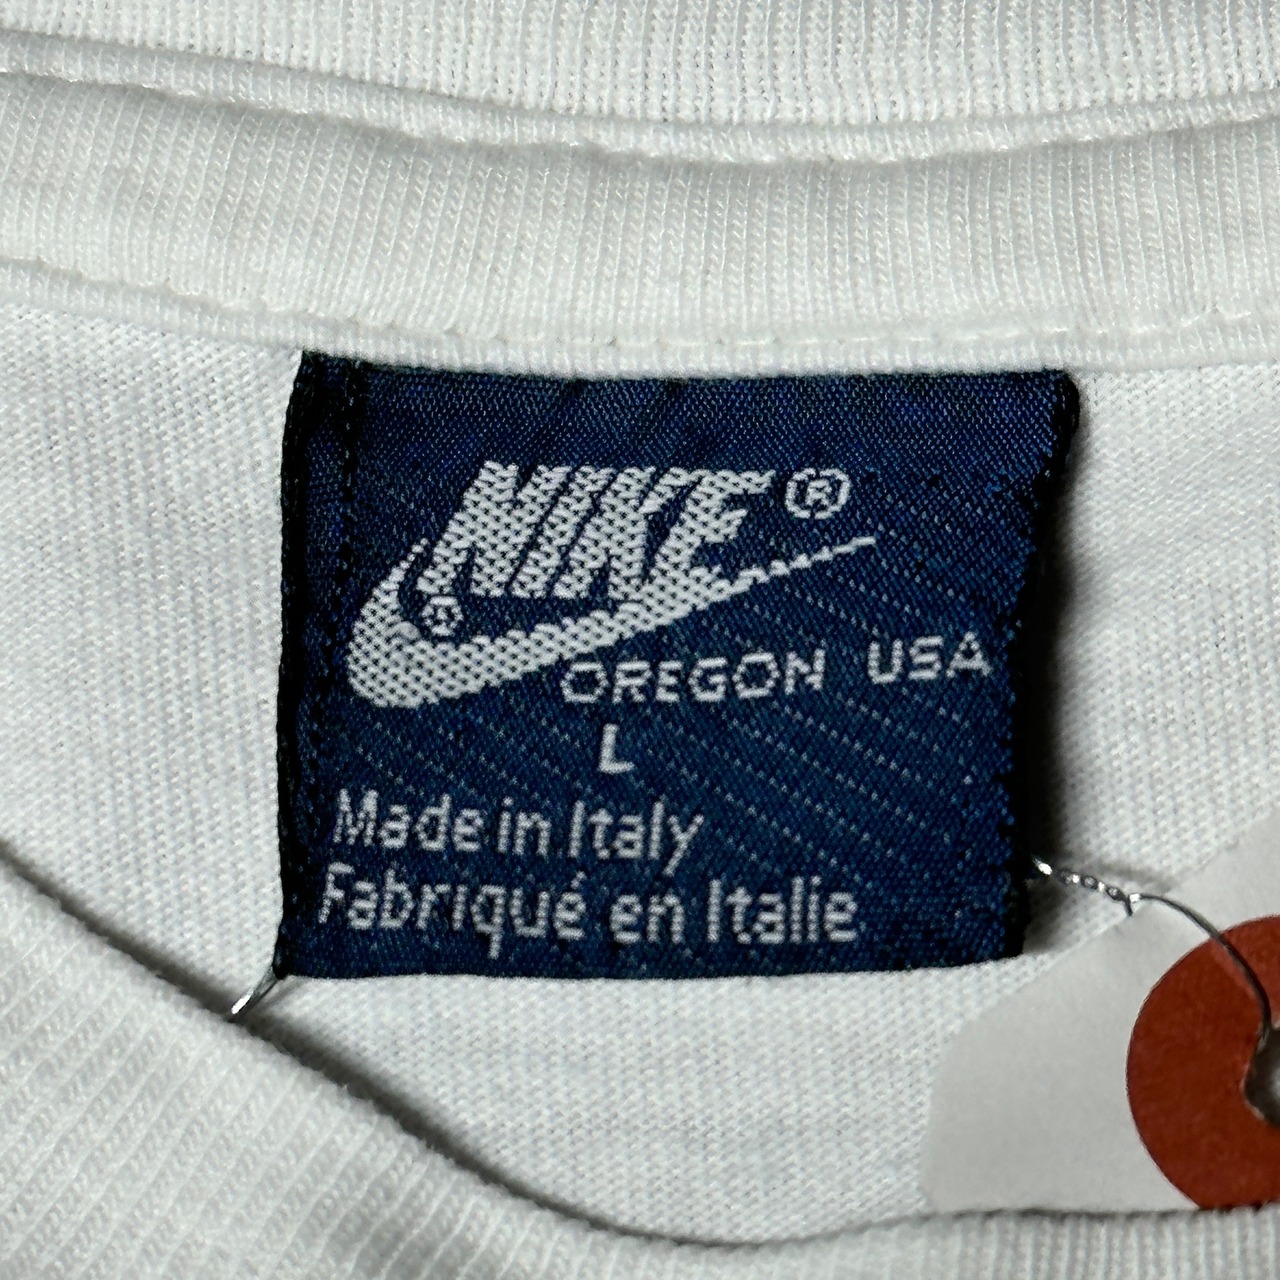 NIKE®
OREGON USA
L
Made in Italy
Fabriqué en Italie